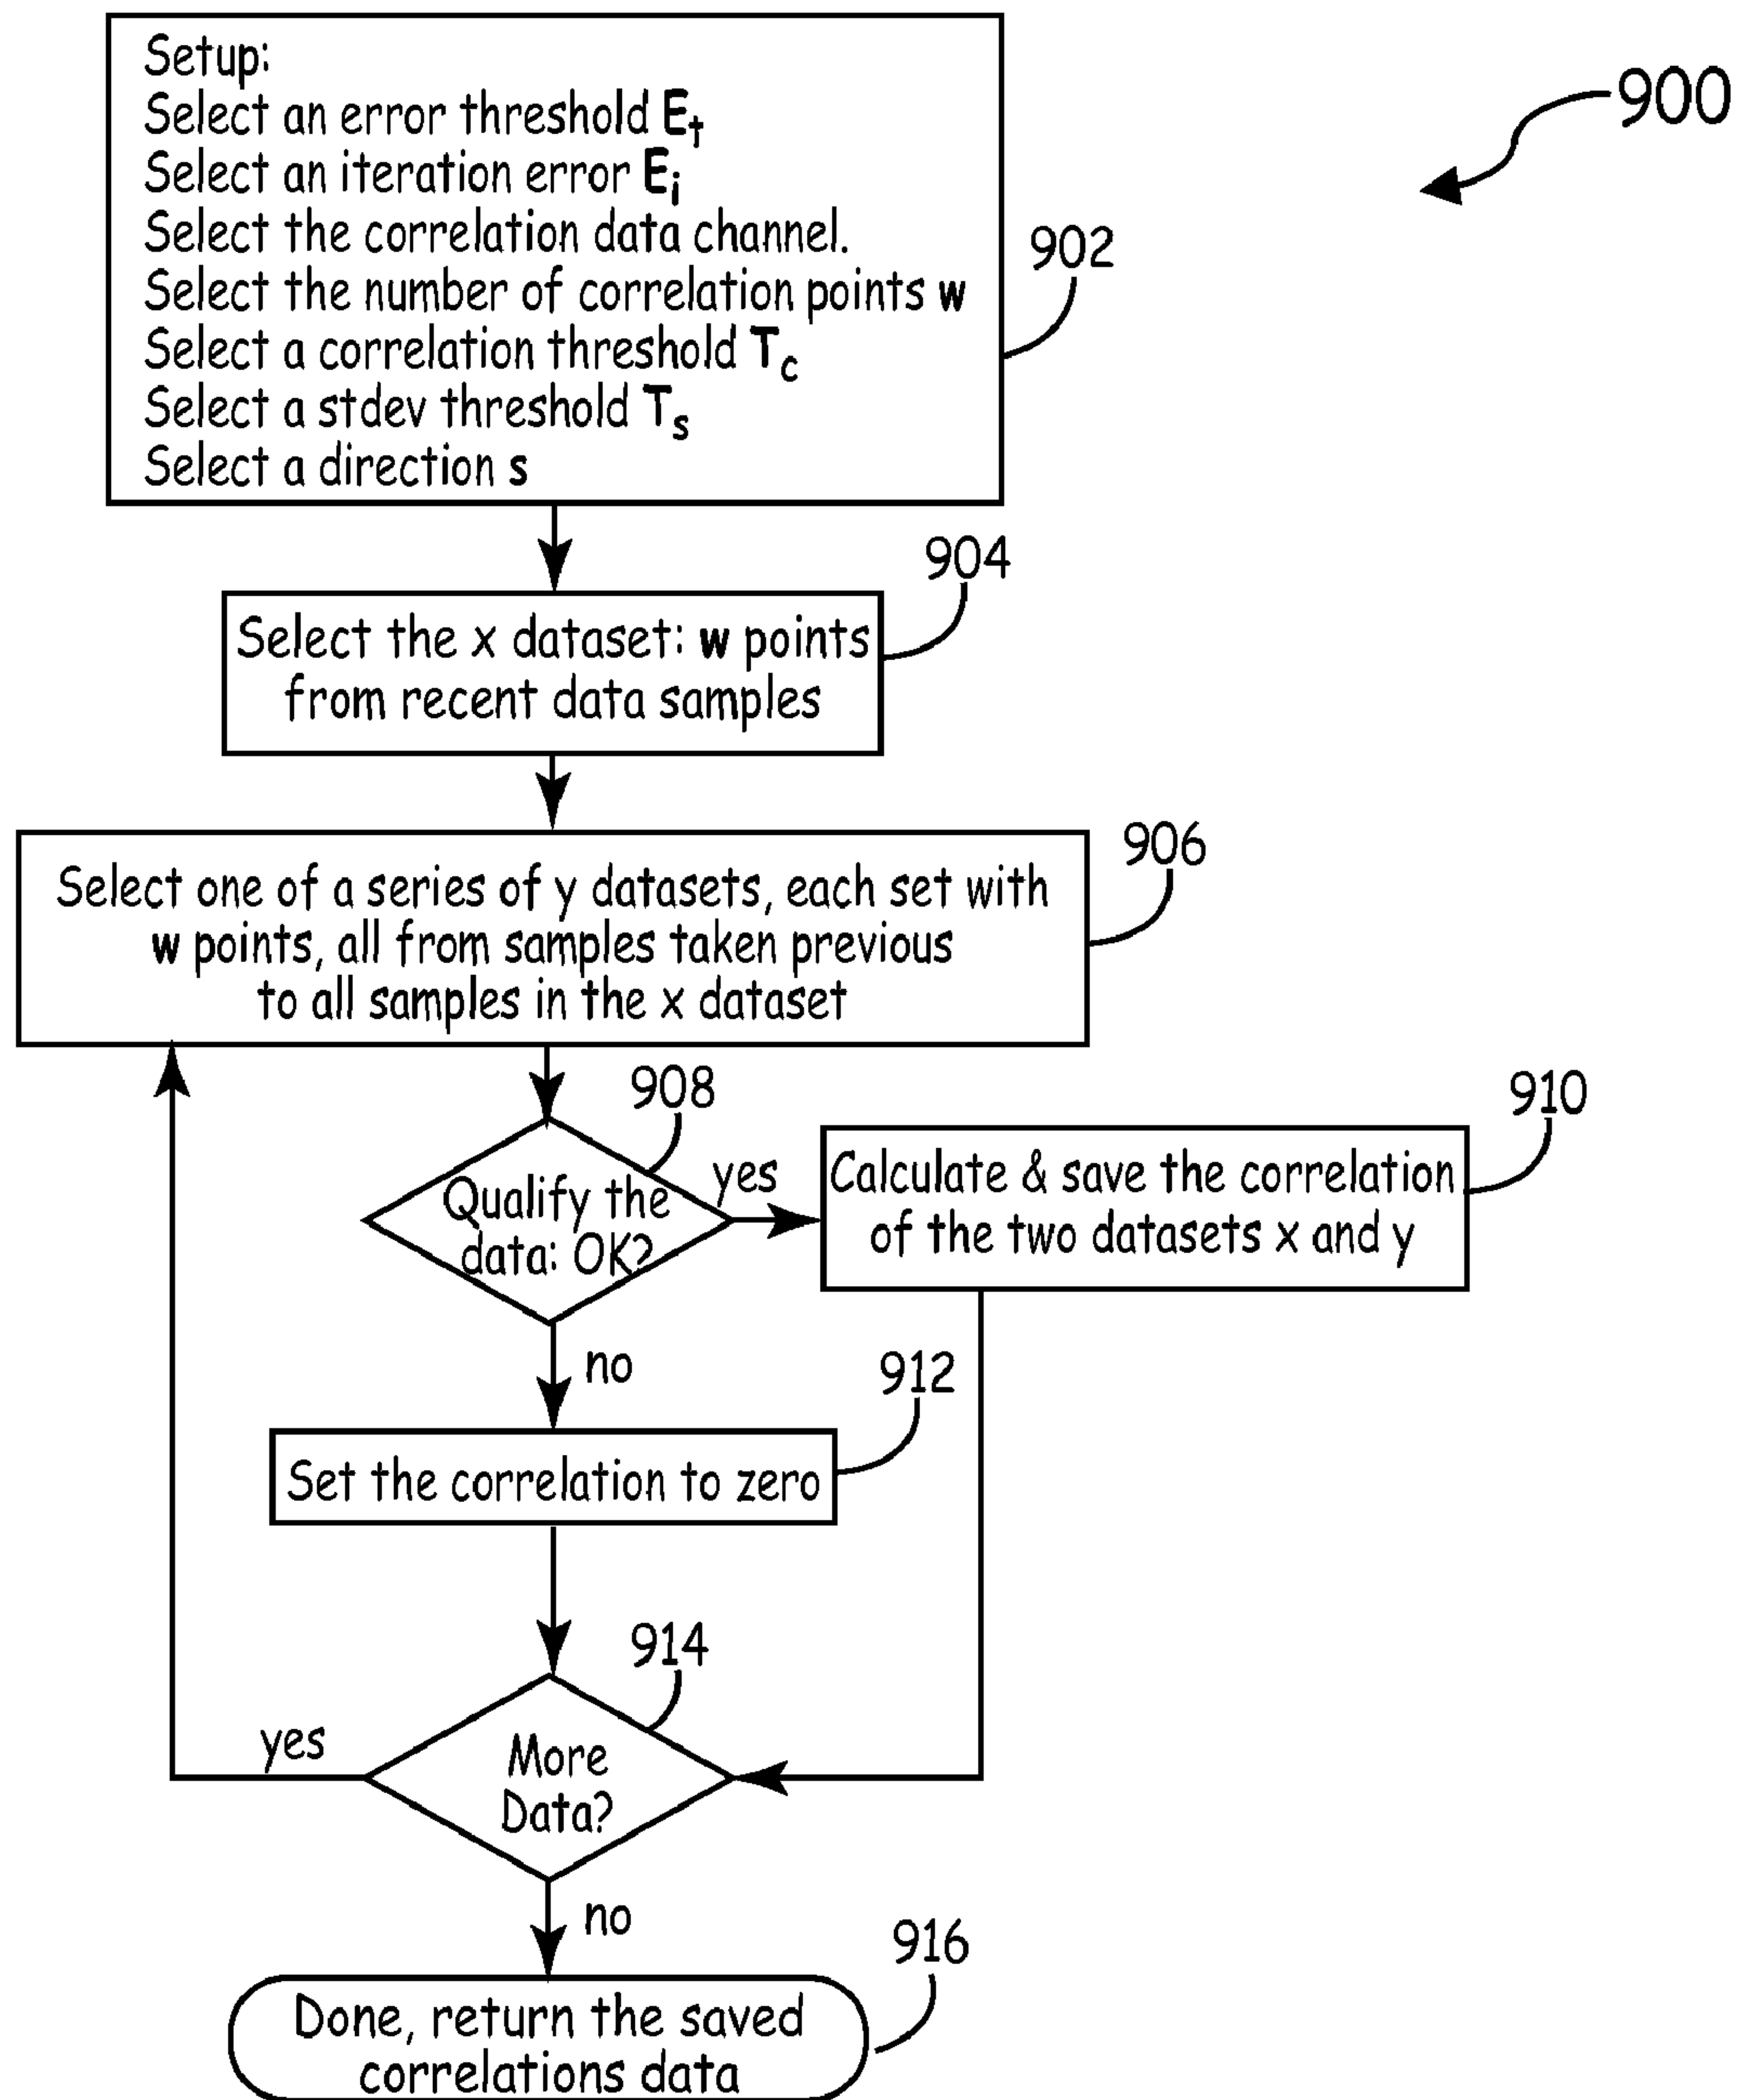 Setup:
Select an error threshold Et
Select an iteration error Ei
Select the correlation data channel.
Select the number of correlation points w
Select a correlation threshold Tc
Select a stdev threshold Ts
Select a direction s
900
902
904
Select the x dataset: w points
from recent data samples
906
Select one of a series of y datasets, each set with
w points, all from samples taken previous
to all samples in the x dataset
908
Qualify the
data: OK?
yes
910
Calculate & save the correlation
of the two datasets x and y
no
912
Set the correlation to zero
914
More
Data?
yes
no
916
Done, return the saved
correlations data